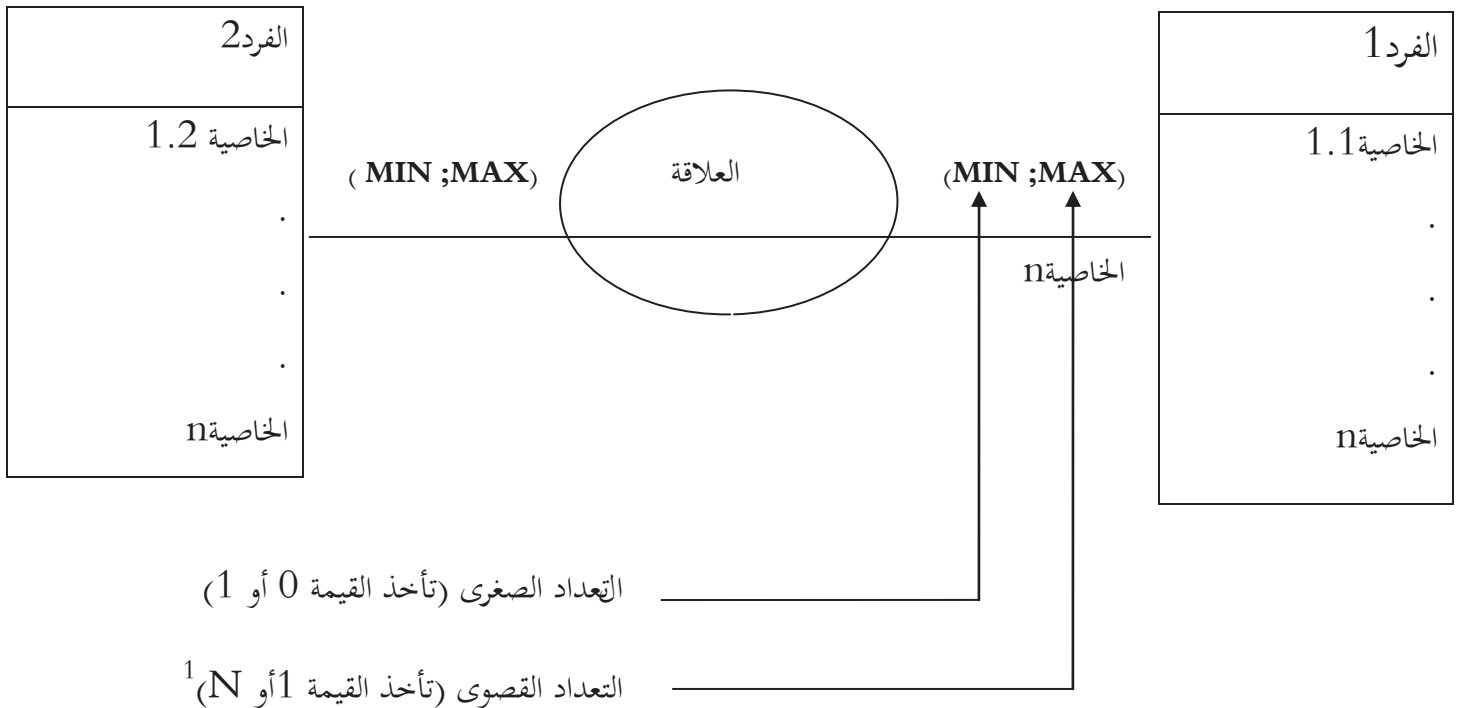 الفرد1
الخاصية1.1
.
.
.
الخاصيةn
(MIN ;MAX)
الخاصيةn
العلاقة
( MIN ;MAX)
الفرد2
الخاصية 1.2
.
.
.
الخاصيةn
التعداد الصغرى (تأخذ القيمة 0 أو 1)
التعداد القصوى (تأخذ القيمة 1أو N)1